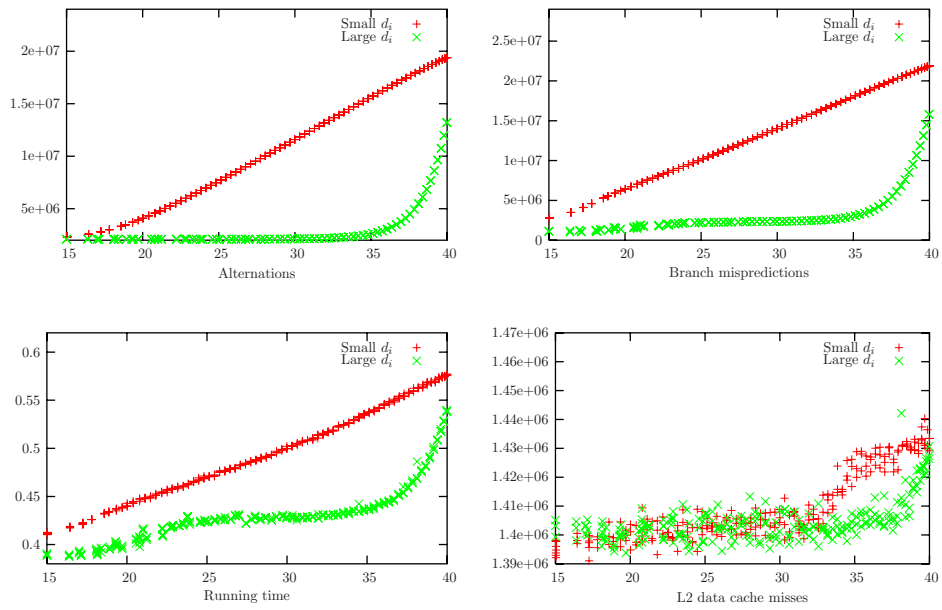 Small d_i
Large d_i
2e+07
1.5e+07
1e+07
5e+06
15 20 25 30 35 40
Alternations
Small d_i
Large d_i
2.5e+07
2e+07
1.5e+07
1e+07
5e+06
0
15 20 25 30 35 40
Branch mispredictions
Small d_i
Large d_i
0.6
0.55
0.5
0.45
0.4
15 20 25 30 35 40
Running time
Small d_i
Large d_i
1.47e+06
1.46e+06
1.45e+06
1.44e+06
1.43e+06
1.42e+06
1.41e+06
1.4e+06
1.39e+06
15 20 25 30 35 40
L2 data cache misses